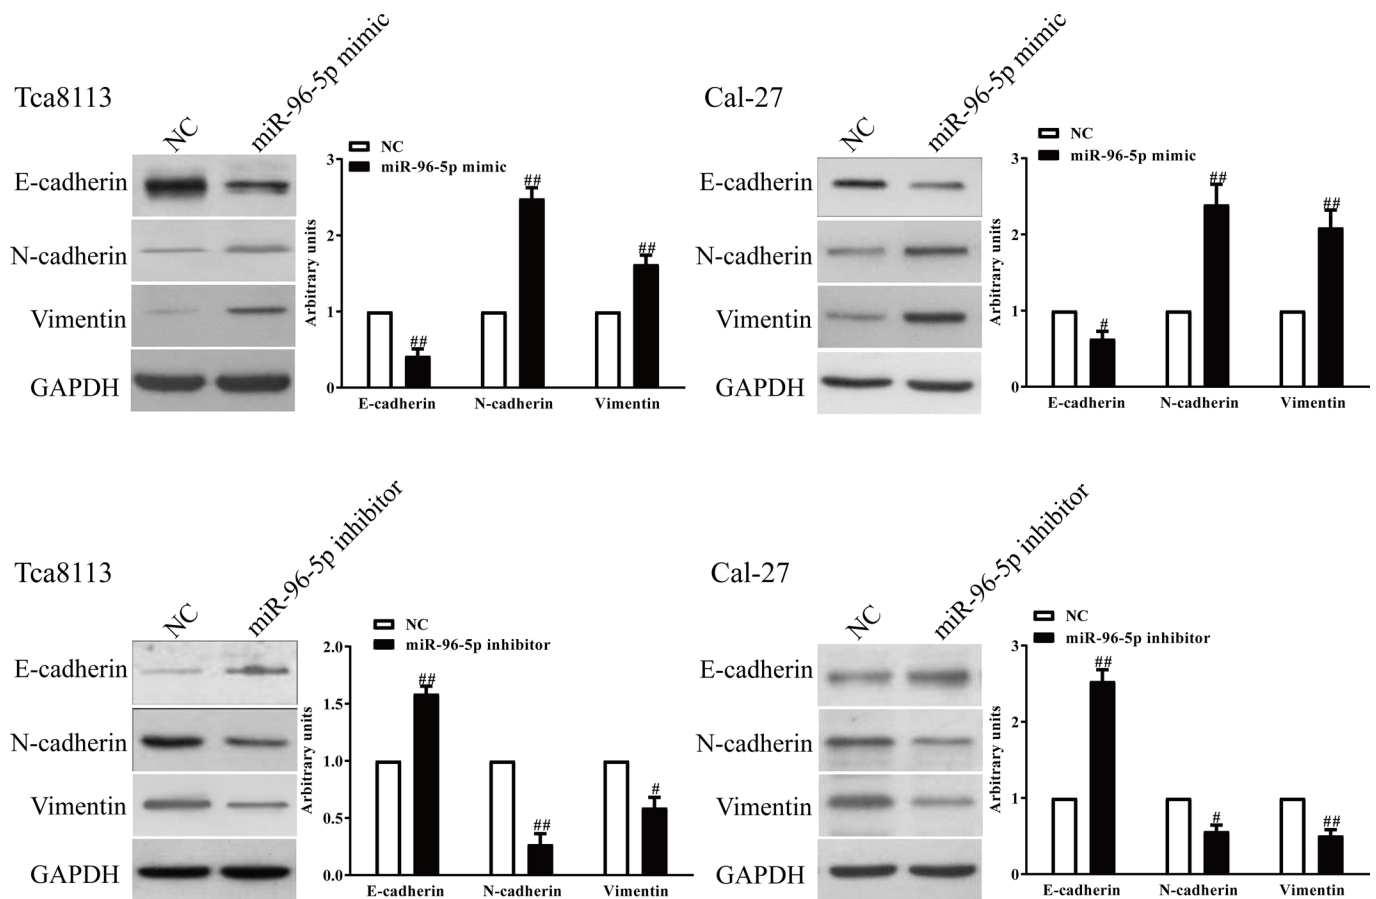 Tca8113
NC
miR-96-5p mimic
E-cadherin
N-cadherin
Vimentin
GAPDH
NC
miR-96-5p mimic
Arbitrary units
3
2
1
0
##
##
##
E-cadherin N-cadherin Vimentin
Cal-27
NC
miR-96-5p mimic
E-cadherin
N-cadherin
Vimentin
GAPDH
NC
miR-96-5p mimic
Arbitrary units
3
2
1
0
#
##
##
E-cadherin N-cadherin Vimentin
Tca8113
NC
miR-96-5p inhibitor
E-cadherin
N-cadherin
Vimentin
GAPDH
NC
miR-96-5p inhibitor
Arbitrary units
2.0
1.5
1.0
0.5
0.0
##
##
#
E-cadherin N-cadherin Vimentin
Cal-27
NC
miR-96-5p inhibitor
E-cadherin
N-cadherin
Vimentin
GAPDH
NC
miR-96-5p inhibitor
Arbitrary units
3
2
1
0
##
#
##
E-cadherin N-cadherin Vimentin